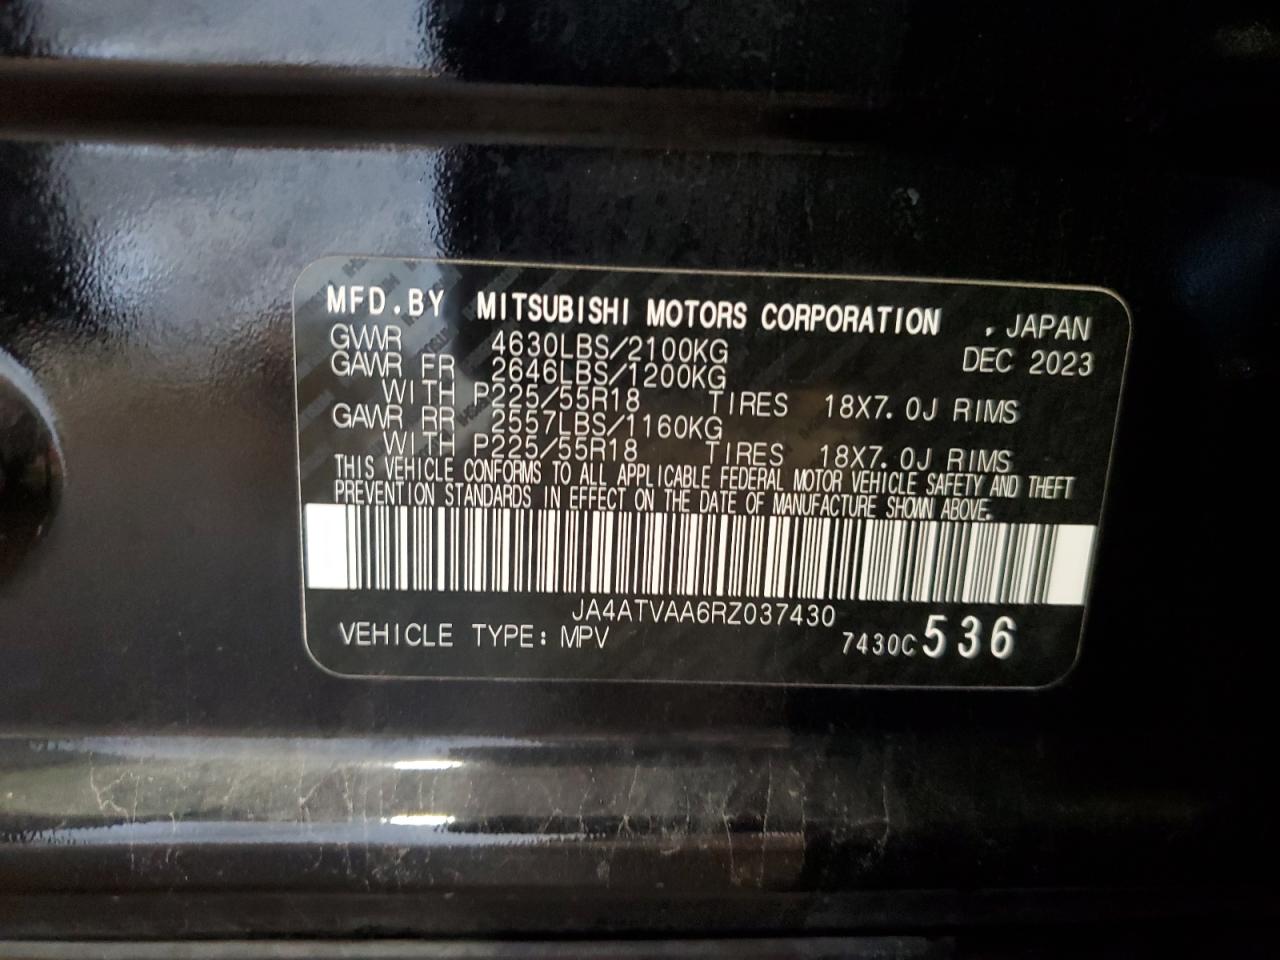 MFD.BY MITSUBISHI MOTORS CORPORATION , JAPAN
GVWR 4630LBS/2100KG DEC 2023
GAWR FR 2646LBS/1200KG
WITH P225/55R18 TIRES 18X7.0J RIMS
GAWR RR 2557LBS/1160KG
WITH P225/55R18 TIRES 18X7.0J RIMS
THIS VEHICLE CONFORMS TO ALL APPLICABLE FEDERAL MOTOR VEHICLE SAFETY AND THEFT
PREVENTION STANDARDS IN EFFECT ON THE DATE OF MANUFACTURE SHOWN ABOVE.
JA4ATVAA6RZ037430
VEHICLE TYPE: MPV 7430C 536